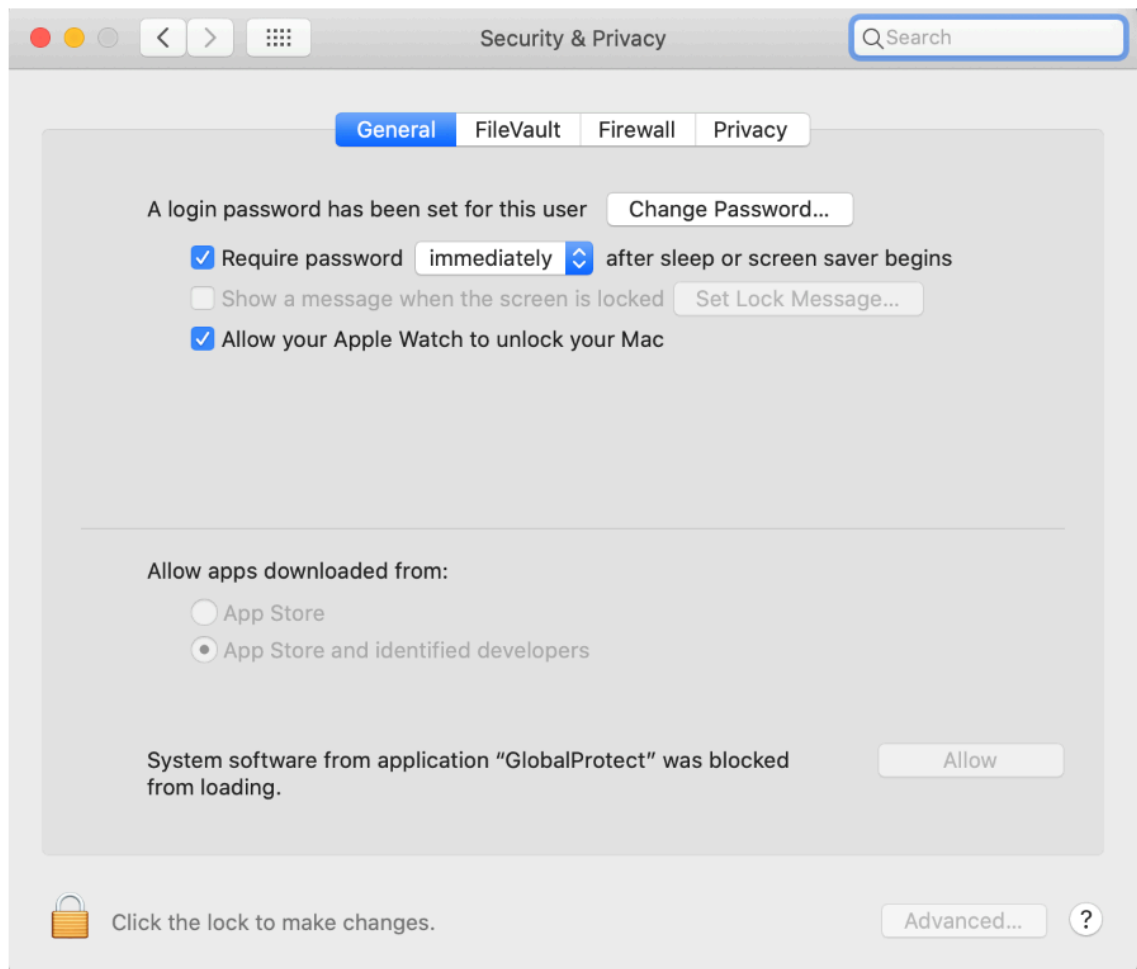 Security & Privacy
Search
General FileVault Firewall Privacy
A login password has been set for this user Change Password...
Require password immediately after sleep or screen saver begins
Show a message when the screen is locked Set Lock Message...
Allow your Apple Watch to unlock your Mac
Allow apps downloaded from:
App Store
App Store and identified developers
System software from application “GlobalProtect” was blocked Allow
from loading.
Click the lock to make changes. Advanced... ?